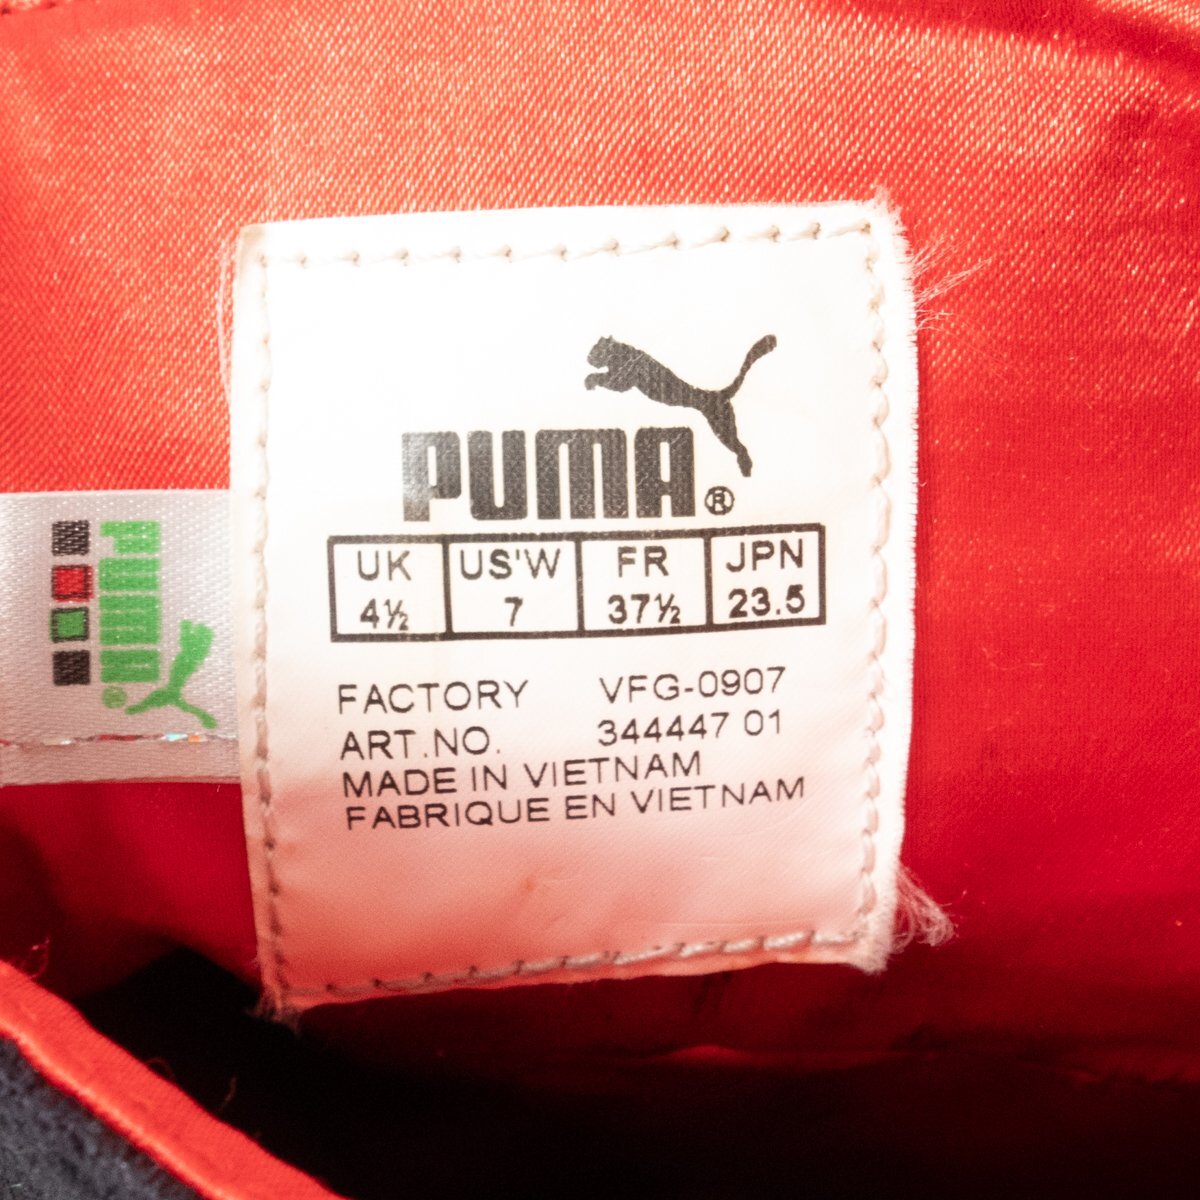 PUMA®
UK US'W FR JPN
4½ 7 37½ 23.5
FACTORY VFG-0907
ART.NO. 344447 01
MADE IN VIETNAM
FABRIQUE EN VIETNAM
PUMA®